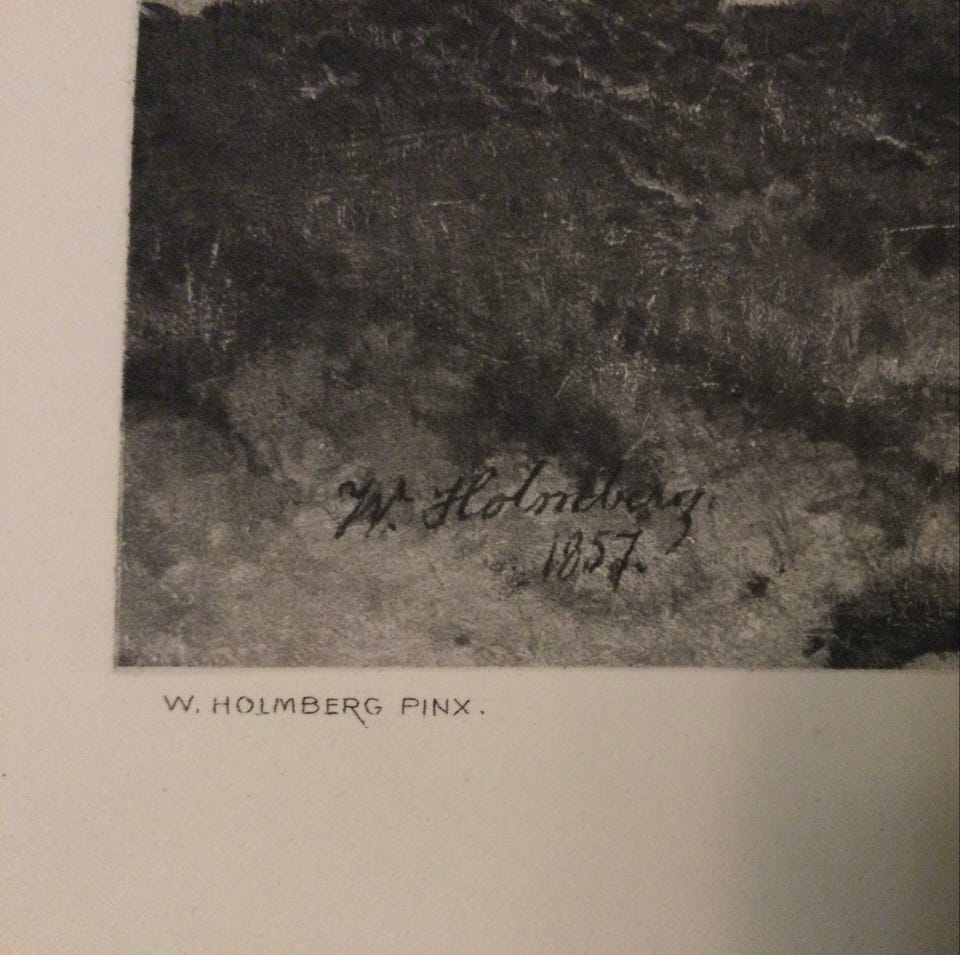 W. Holmberg.
1857.
W. HOLMBERG PINX.